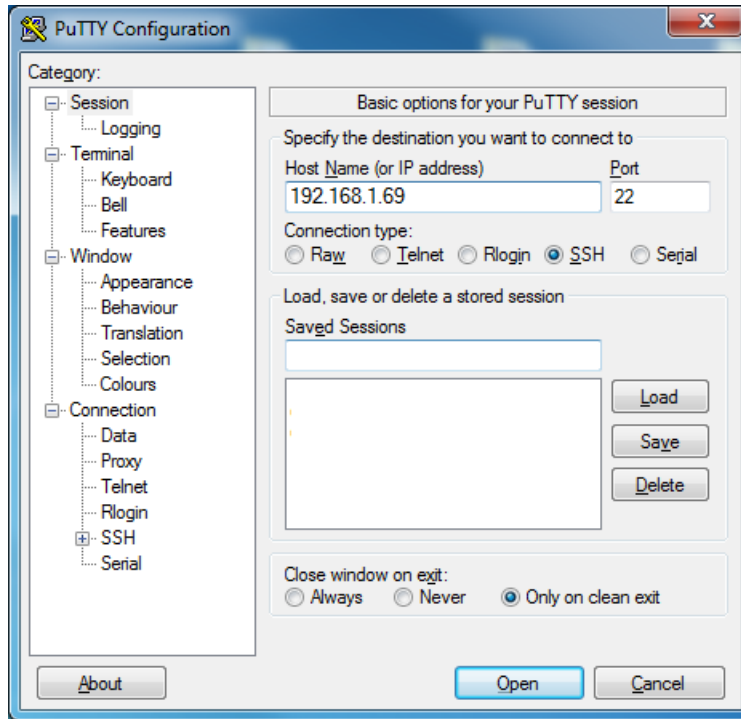 PuTTY Configuration
X
Category:
Session
Logging
Terminal
Keyboard
Bell
Features
Window
Appearance
Behaviour
Translation
Selection
Colours
Connection
Data
Proxy
Telnet
Rlogin
SSH
Serial
Basic options for your PuTTY session
Specify the destination you want to connect to
Host Name (or IP address) Port
192.168.1.69 22
Connection type:
Raw Telnet Rlogin SSH Serial
Load, save or delete a stored session
Saved Sessions
Load
Save
Delete
Close window on exit:
Always Never Only on clean exit
About Open Cancel